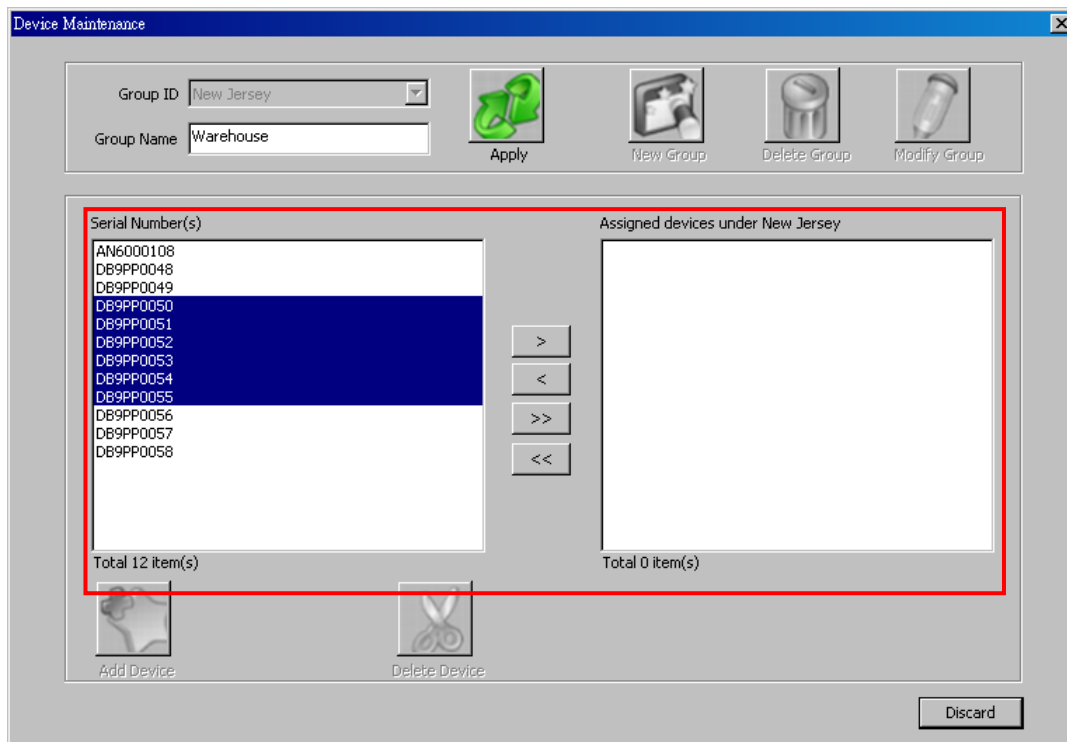 Device Maintenance
Group ID New Jersey
Group Name Warehouse
Apply
New Group
Delete Group
Modify Group
Serial Number(s)
AN6000108
DB9PP0048
DB9PP0049
DB9PP0050
DB9PP0051
DB9PP0052
DB9PP0053
DB9PP0054
DB9PP0055
DB9PP0056
DB9PP0057
DB9PP0058
Total 12 item(s)
>
<
>>
<<
Assigned devices under New Jersey
Total 0 item(s)
Add Device
Delete Device
Discard